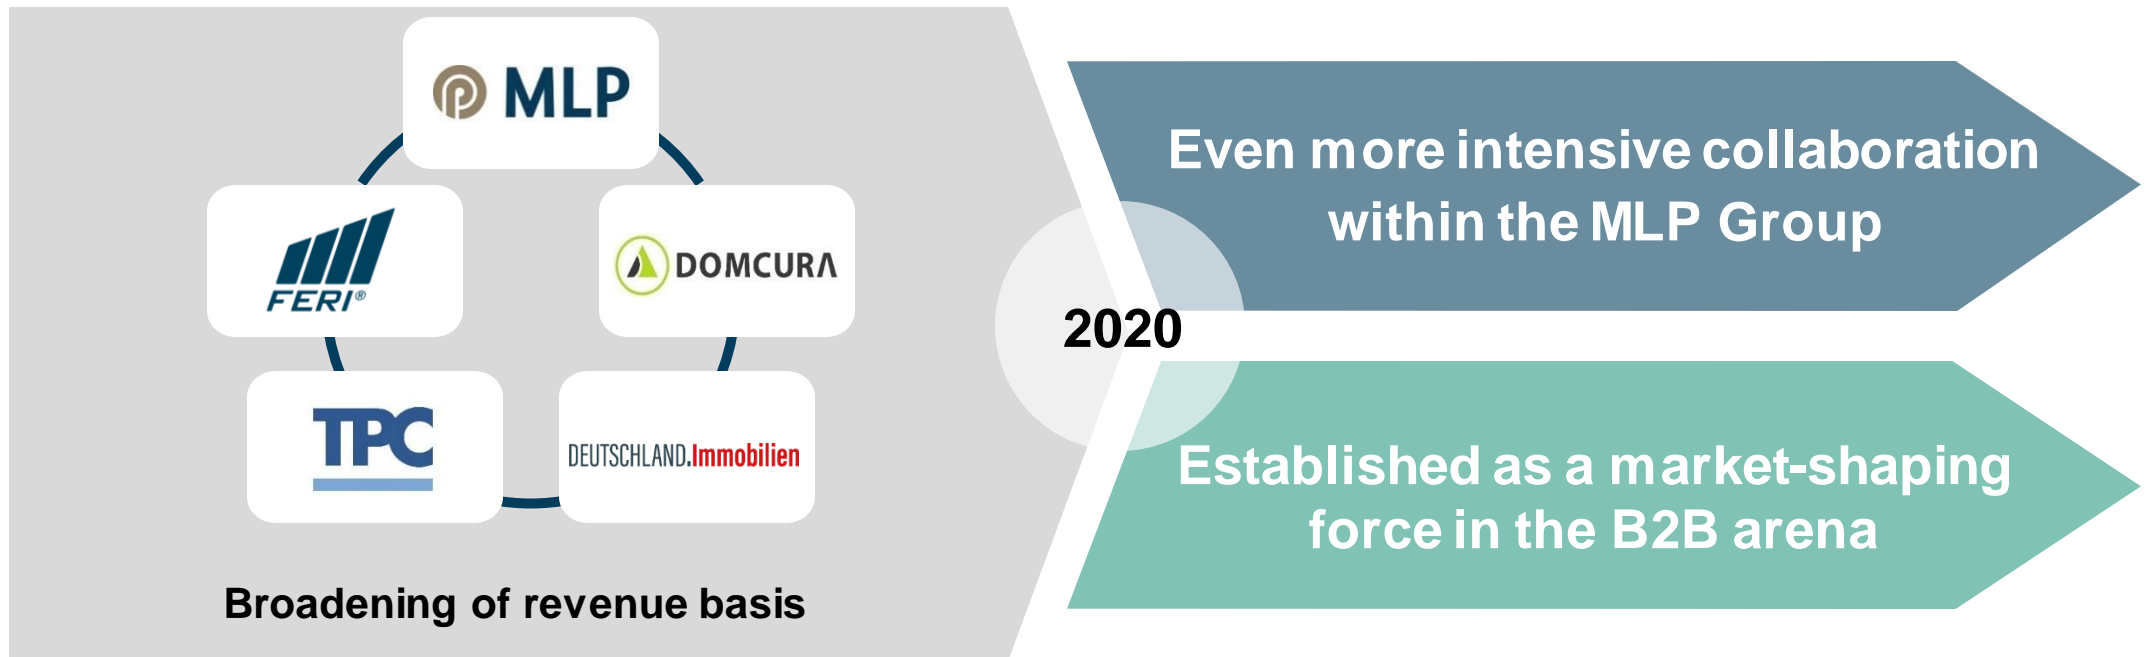 MLP
FERI®
DOMCURA
TPC
DEUTSCHLAND.Immobilien
Broadening of revenue basis
2020
Even more intensive collaboration
within the MLP Group
Established as a market-shaping
force in the B2B arena